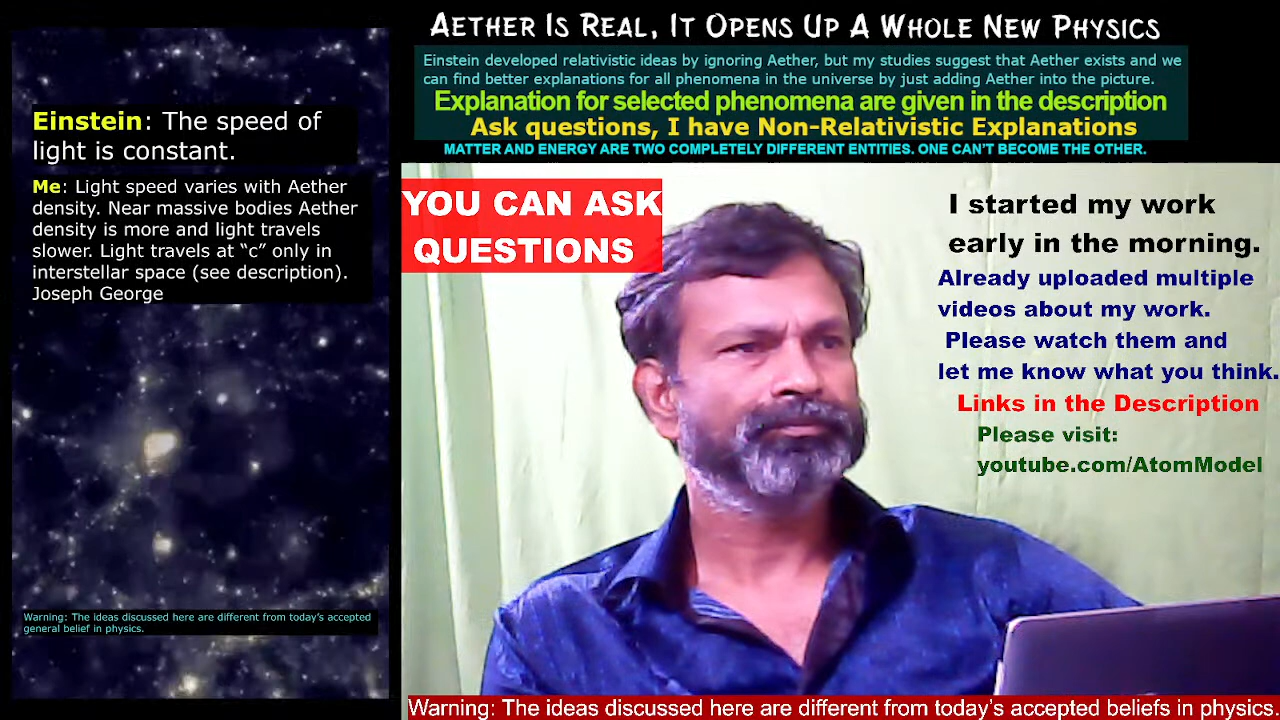 AETHER IS REAL, IT OPENS UP A WHOLE NEW PHYSICS
Einstein developed relativistic ideas by ignoring Aether, but my studies suggest that Aether exists and we
can find better explanations for all phenomena in the universe by just adding Aether into the picture.
Explanation for selected phenomena are given in the description
Ask questions, I have Non-Relativistic Explanations
MATTER AND ENERGY ARE TWO COMPLETELY DIFFERENT ENTITIES. ONE CAN'T BECOME THE OTHER.
Einstein: The speed of
light is constant.
Me: Light speed varies with Aether
density. Near massive bodies Aether
density is more and light travels
slower. Light travels at “c” only in
interstellar space (see description).
Joseph George
Warning: The ideas discussed here are different from today’s accepted
general belief in physics.
YOU CAN ASK
QUESTIONS
I started my work
early in the morning.
Already uploaded multiple
videos about my work.
Please watch them and
let me know what you think.
Links in the Description
Please visit:
youtube.com/AtomModel
Warning: The ideas discussed here are different from today’s accepted beliefs in physics.